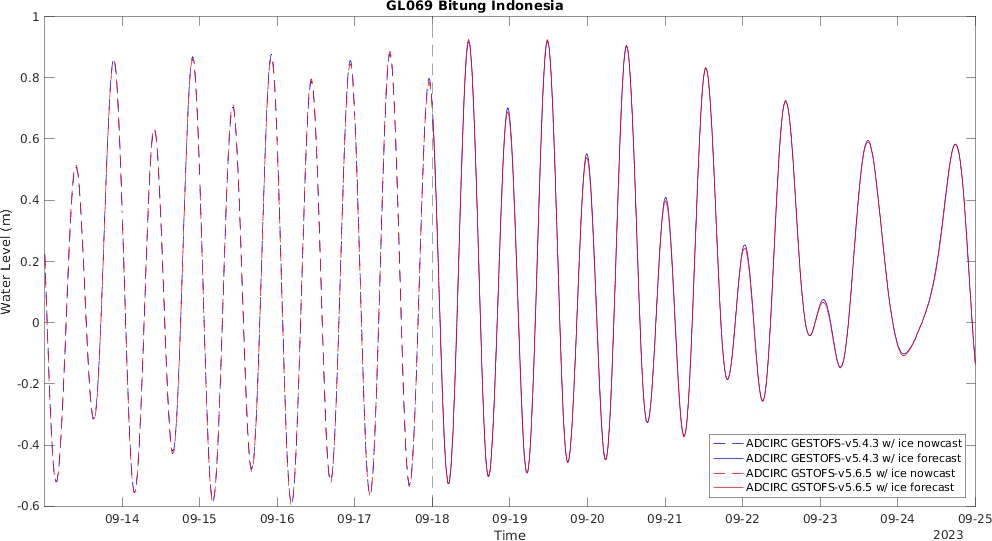 GL069 Bitung Indonesia
1
0.8
0.6
0.4
0.2
0
-0.2
-0.4
-0.6
Water Level (m)
ADCIRC GESTOFS-v5.4.3 w/ ice nowcast
ADCIRC GESTOFS-v5.4.3 w/ ice forecast
ADCIRC GSTOFS-v5.6.5 w/ ice nowcast
ADCIRC GSTOFS-v5.6.5 w/ ice forecast
09-14 09-15 09-16 09-17 09-18 09-19 09-20 09-21 09-22 09-23 09-24 09-25
Time
2023